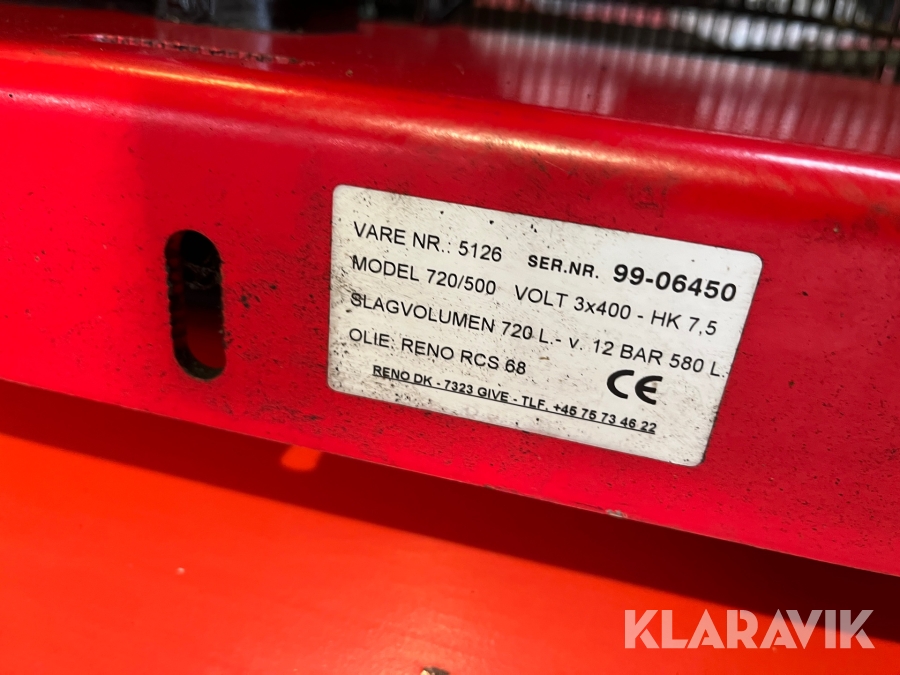 VARE NR.: 5126 SER.NR. 99-06450
MODEL 720/500 VOLT 3x400 - HK 7,5
SLAGVOLUMEN 720 L.- v. 12 BAR 580 L.
OLIE: RENO RCS 68
CE
RENO DK - 7323 GIVE - TLF. +45 75 73 46 22
KLARAVIK